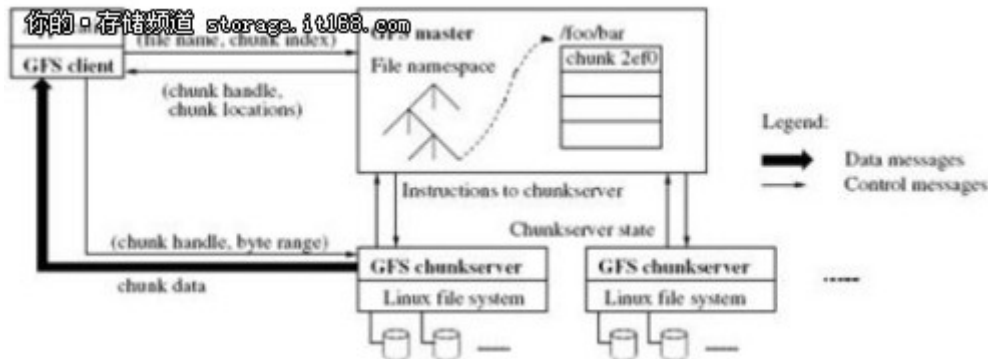 你的·存储频道 storage.it168.com
(file name, chunk index)
GFS client
(chunk handle,
chunk locations)
GFS master
File namespace
/foo/bar
chunk 2ef0
Legend:
Data messages
Control messages
Instructions to chunkserver
Chunkserver state
(chunk handle, byte range)
chunk data
GFS chunkserver
Linux file system
GFS chunkserver
Linux file system